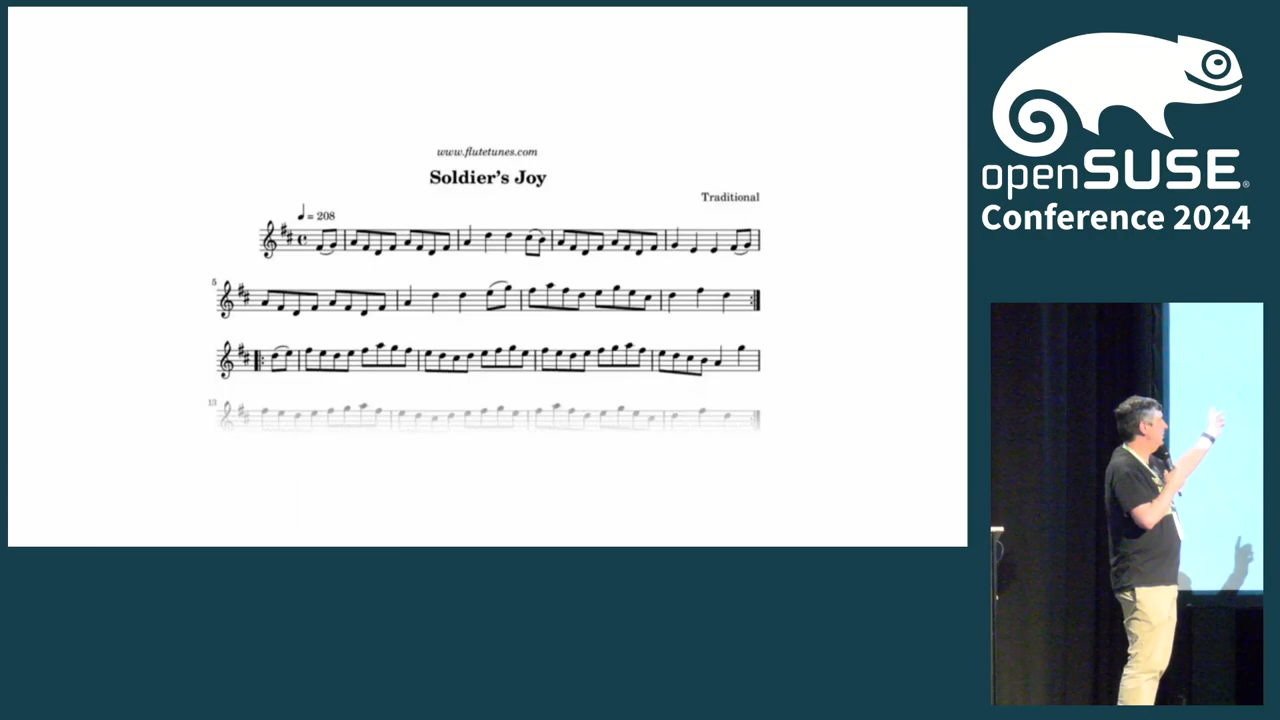 www.flutetunes.com
Soldier's Joy
Traditional
= 208
5
13
openSUSE®
Conference 2024